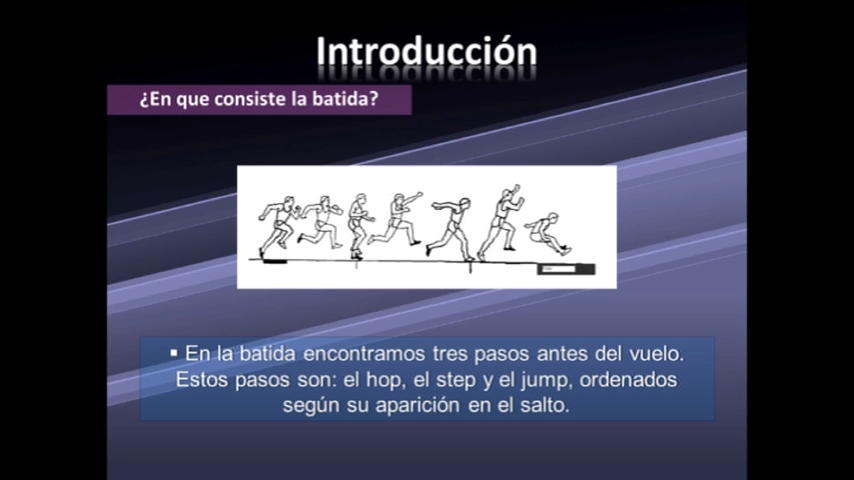 Introducción
¿En que consiste la batida?
▪ En la batida encontramos tres pasos antes del vuelo.
Estos pasos son: el hop, el step y el jump, ordenados
según su aparición en el salto.